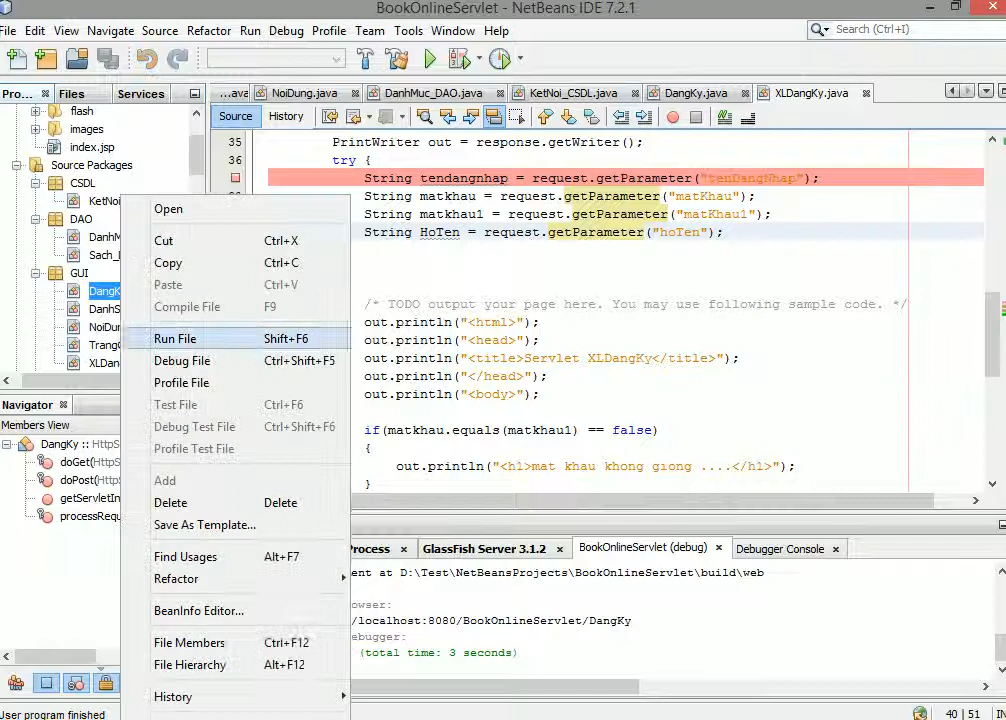 BookOnlineServlet - NetBeans IDE 7.2.1
File Edit View Navigate Source Refactor Run Debug Profile Team Tools Window Help
Search (Ctrl+I)
Pro... Files Services
...ava NoiDung.java DanhMuc_DAO.java KetNoi_CSDL.java DangKy.java XLDangKy.java
Source History
flash
images
index.jsp
Source Packages
CSDL
KetNoi
DAO
DanhM
Sach_
GUI
DangK
DanhS
NoiDun
TrangC
XLDan
35 PrintWriter out = response.getWriter();
36 try {
String tendangnhap = request.getParameter("tenDangNhap");
String matkhau = request.getParameter("matKhau");
String matkhau1 = request.getParameter("matKhau1");
String HoTen = request.getParameter("hoTen");
/* TODO output your page here. You may use following sample code. */
out.println("<html>");
out.println("<head>");
out.println("<title>Servlet XLDangKy</title>");
out.println("</head>");
out.println("<body>");
if(matkhau.equals(matkhau1) == false)
{
out.println("<h1>mat khau khong giong ....</h1>");
}
Open
Cut Ctrl+X
Copy Ctrl+C
Paste Ctrl+V
Compile File F9
Run File Shift+F6
Debug File Ctrl+Shift+F5
Profile File
Test File Ctrl+F6
Debug Test File Ctrl+Shift+F6
Profile Test File
Add
Delete Delete
Save As Template...
Find Usages Alt+F7
Refactor
BeanInfo Editor...
File Members Ctrl+F12
File Hierarchy Alt+F12
History
Navigator
Members View
DangKy :: HttpS
doGet(Http
doPost(Http
getServletIn
processRequ
Process GlassFish Server 3.1.2 BookOnlineServlet (debug) Debugger Console
ent at D:\Test\NetBeansProjects\BookOnlineServlet\build\web
owser:
/localhost:8080/BookOnlineServlet/DangKy
ebugger:
(total time: 3 seconds)
User program finished
40 | 51 IN